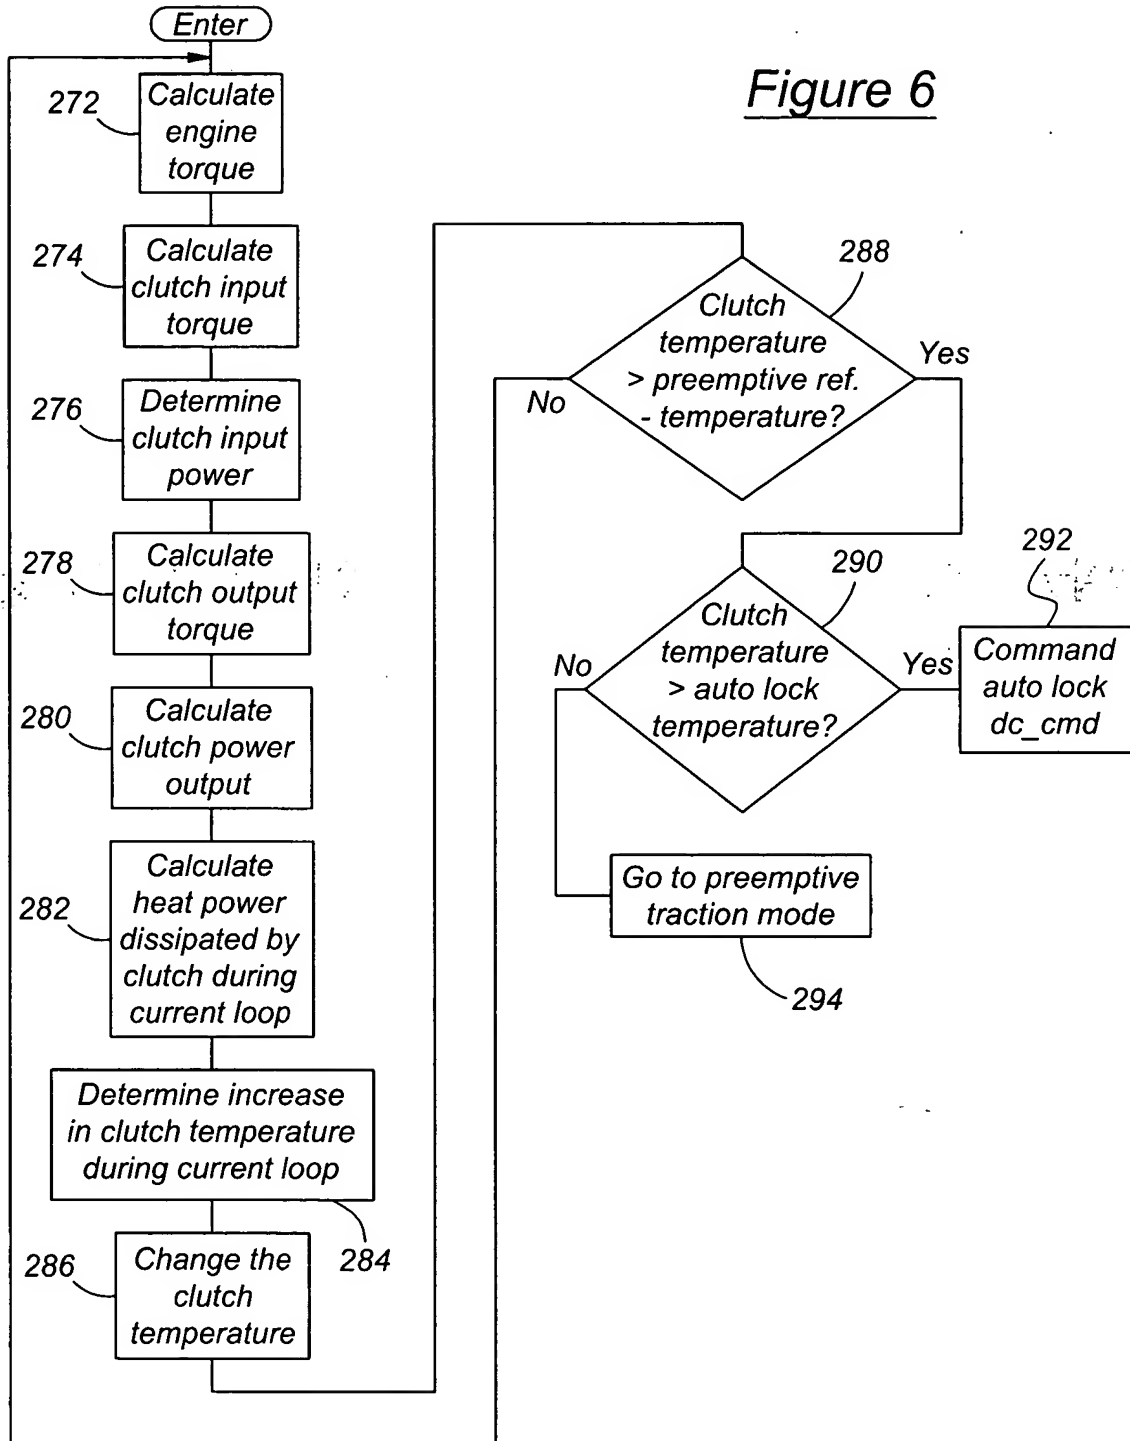 Enter
Figure 6
272
Calculate
engine
torque
274
Calculate
clutch input
torque
276
Determine
clutch input
power
278
Calculate
clutch output
torque
280
Calculate
clutch power
output
282
Calculate
heat power
dissipated by
clutch during
current loop
Determine increase
in clutch temperature
during current loop
284
286
Change the
clutch
temperature
288
Clutch
temperature
> preemptive ref.
- temperature?
Yes
No
290
Clutch
temperature
> auto lock
temperature?
No
Yes
292
Command
auto lock
dc_cmd
Go to preemptive
traction mode
294